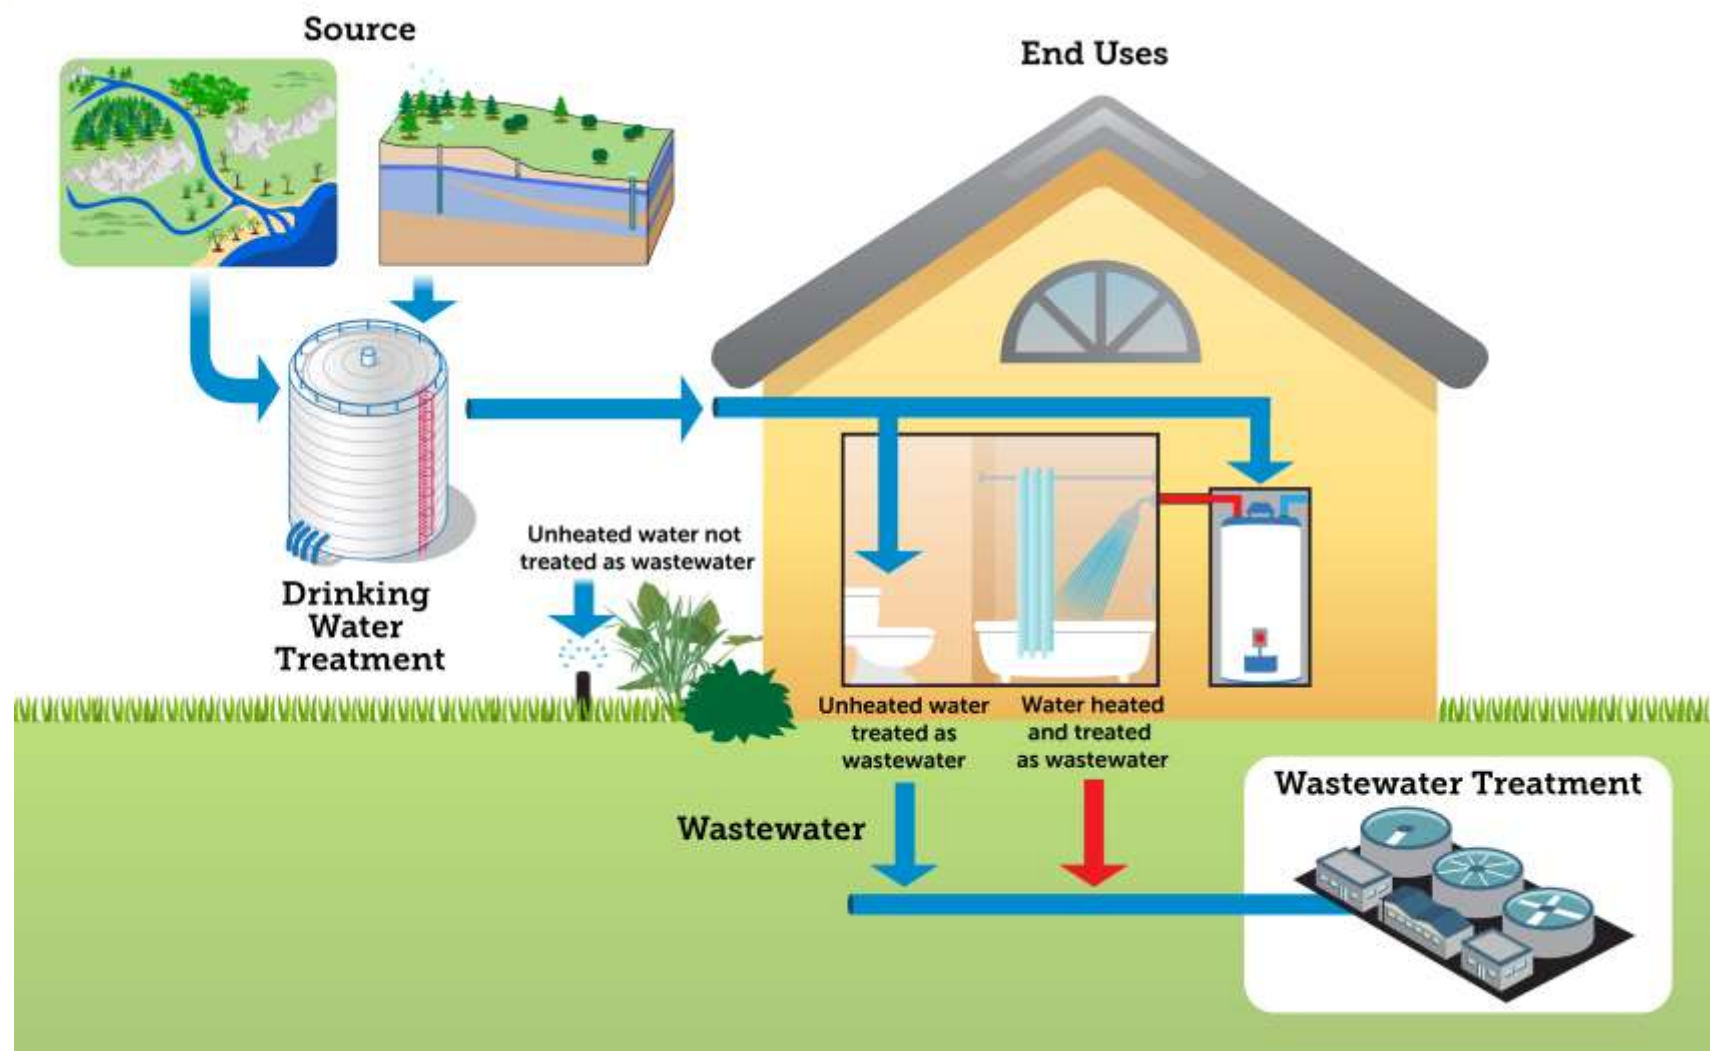 Source
End Uses
Unheated water not
treated as wastewater
Drinking
Water
Treatment
Unheated water
treated as
wastewater
Water heated
and treated
as wastewater
Wastewater
Wastewater Treatment